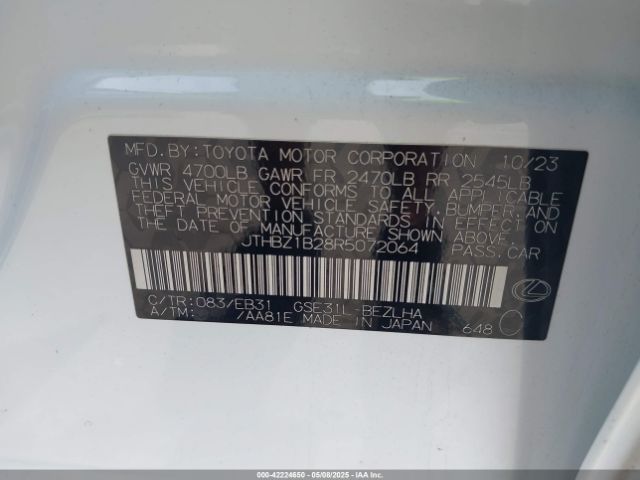 MFD.BY:TOYOTA MOTOR CORPORATION 10/23
GVWR 4700LB GAWR FR 2470LB RR 2545LB
THIS VEHICLE CONFORMS TO ALL APPLICABLE
FEDERAL MOTOR VEHICLE SAFETY, BUMPER, AND
THEFT PREVENTION STANDARDS IN EFFECT ON
THE DATE OF MANUFACTURE SHOWN ABOVE.
JTHBZ1B28R5072064 PASS.CAR
C/TR:083/EB31 GSE31L-BEZLHA
A/TM: /AA81E MADE IN JAPAN 648
000-42224650 - 05/08/2025 - IAA Inc.